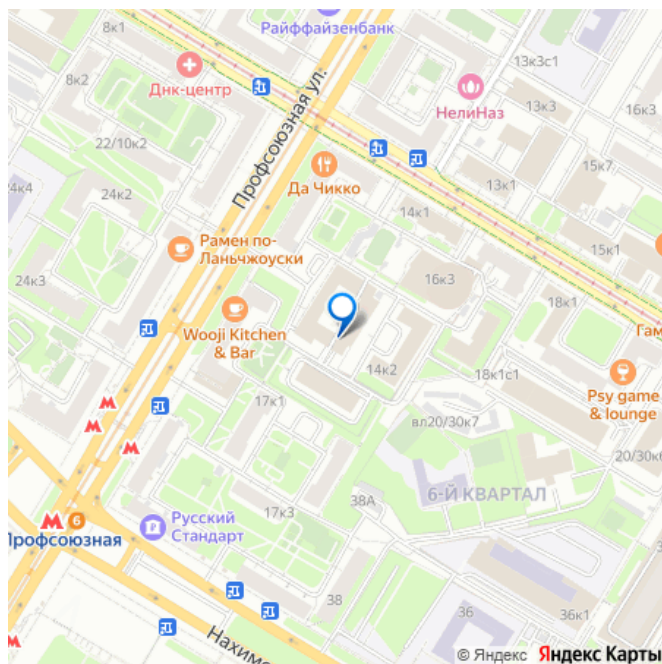 8к1
Райффайзенбанк
8к2
Днк-центр
13к3с1
НелиНаз
13к3
16к3
22/10к2
Профсоюзная ул.
15к7
24к4
24к2
Да Чикко
13к1
14к1
Рамен по-
Ланьчжоуски
15к1
16к3
24к3
18к1
Wooji Kitchen
& Bar
Гам
14к2
18к1с1
Psy game
& lounge
17к1
вл20/30к7
20/30к6
38А
6-Й КВАРТАЛ
17к3
6
Профсоюзная
Русский
Стандарт
38
36
36к1
Нахимо
© Яндекс Яндекс Карты